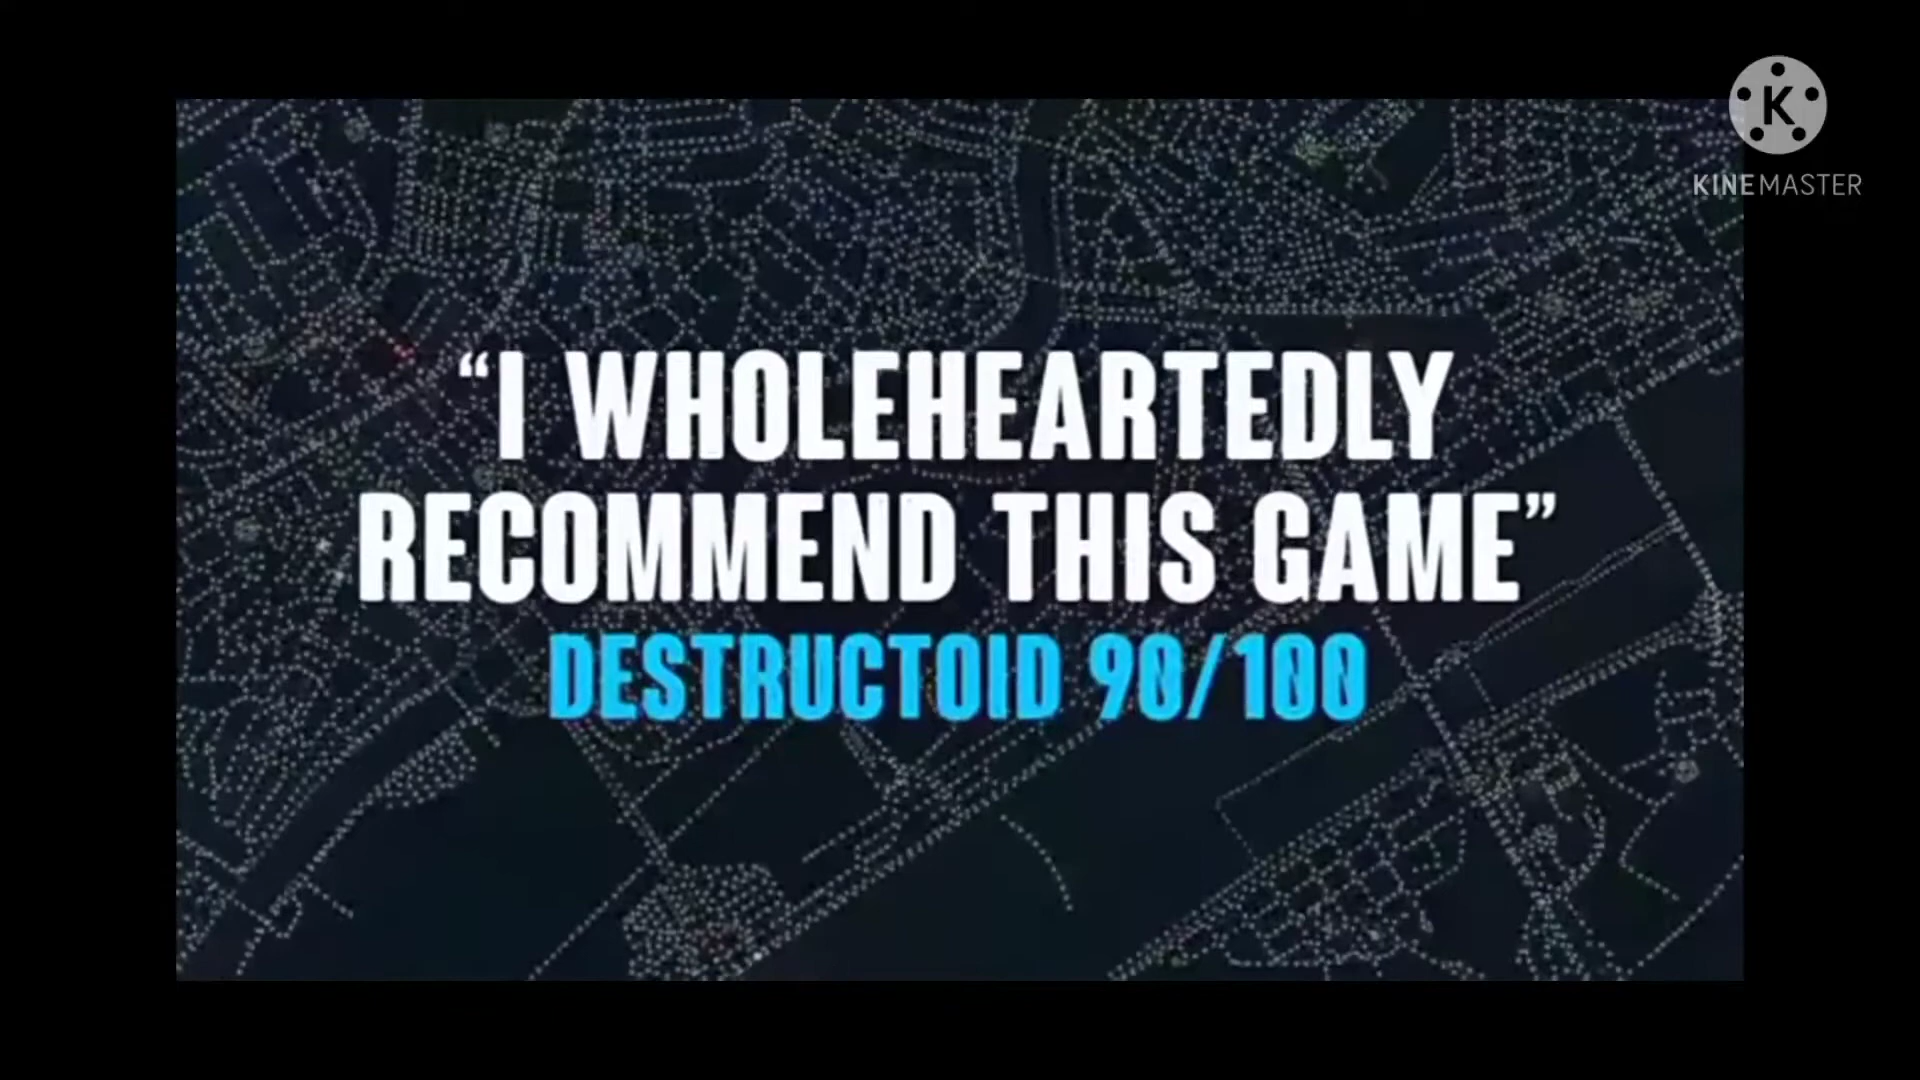 K
KINEMASTER
“I WHOLEHEARTEDLY
RECOMMEND THIS GAME”
DESTRUCTOID 90/100